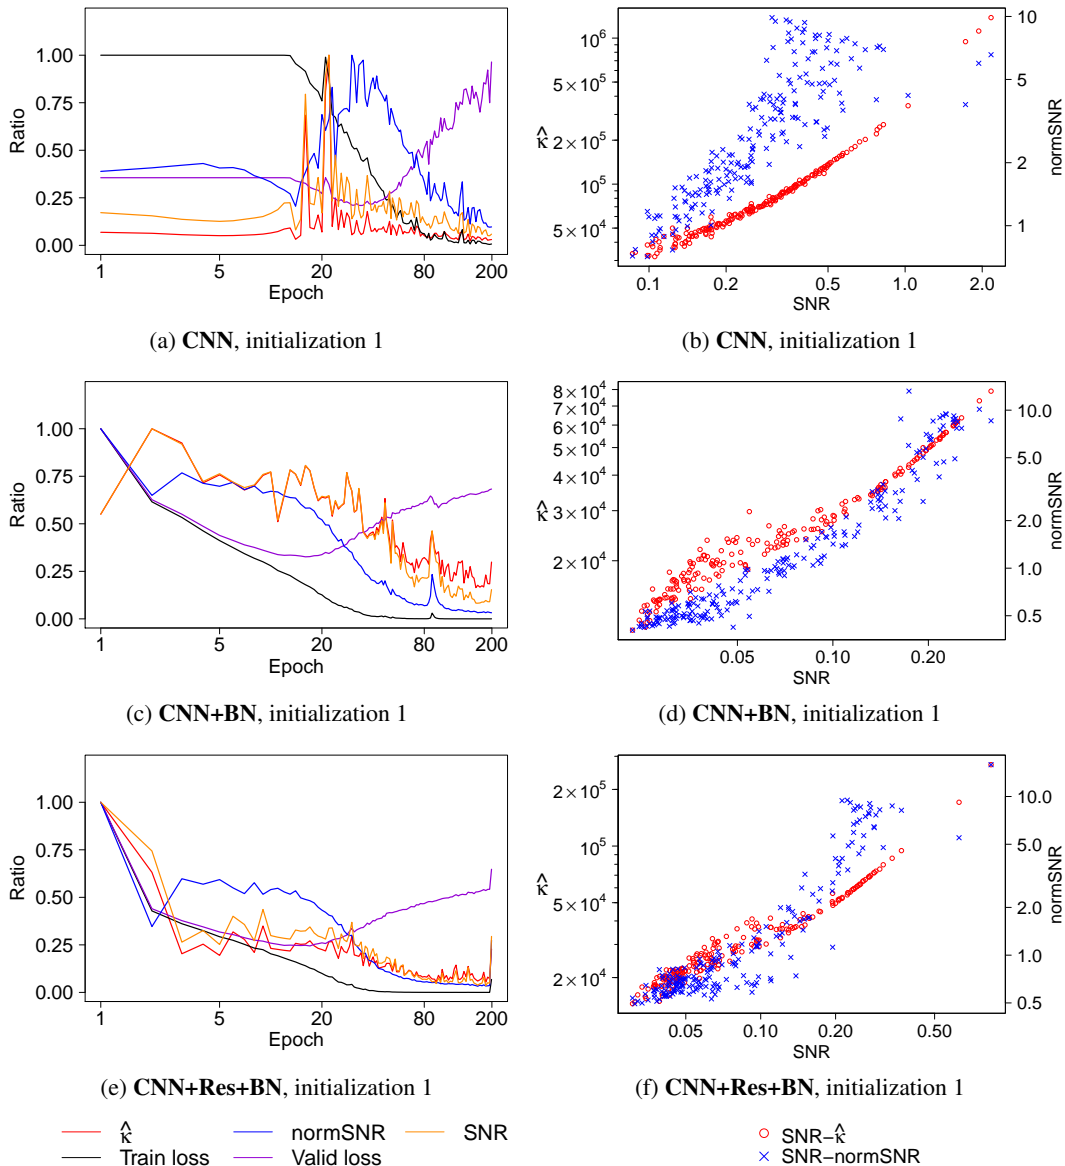 1.00
0.75
0.50
0.25
0.00
Ratio
1 5 20 80 200
Epoch
(a) CNN, initialization 1
10^6
5×10^5
2×10^5
10^5
5×10^4
κ̂
10
5
2
1
normSNR
0.1 0.2 0.5 1.0 2.0
SNR
(b) CNN, initialization 1
1.00
0.75
0.50
0.25
0.00
Ratio
1 5 20 80 200
Epoch
(c) CNN+BN, initialization 1
8×10^4
7×10^4
6×10^4
5×10^4
4×10^4
3×10^4
2×10^4
κ̂
10.0
5.0
2.0
1.0
0.5
normSNR
0.05 0.10 0.20
SNR
(d) CNN+BN, initialization 1
1.00
0.75
0.50
0.25
0.00
Ratio
1 5 20 80 200
Epoch
(e) CNN+Res+BN, initialization 1
2×10^5
10^5
5×10^4
2×10^4
κ̂
10.0
5.0
2.0
1.0
0.5
normSNR
0.05 0.10 0.20 0.50
SNR
(f) CNN+Res+BN, initialization 1
κ̂ normSNR SNR
Train loss Valid loss
SNR-κ̂
SNR-normSNR